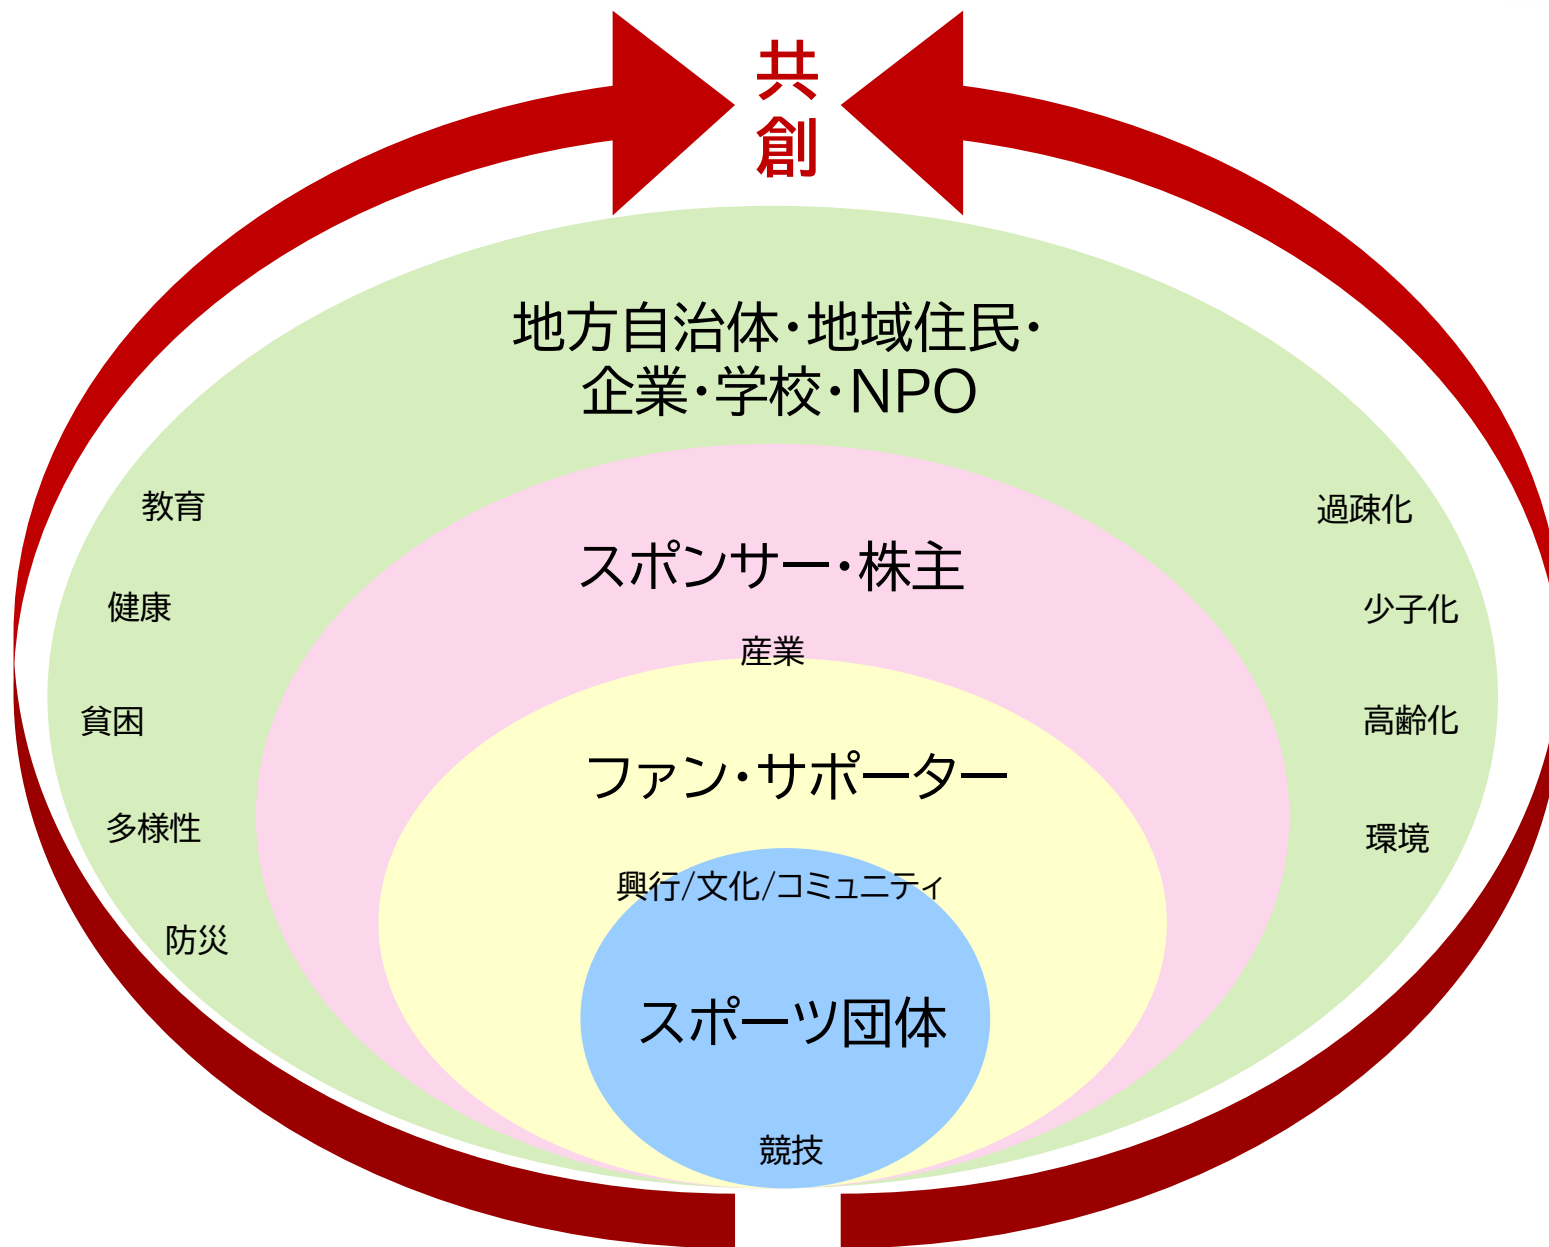 共
創
地方自治体・地域住民・
企業・学校・NPO
教育
過疎化
スポンサー・株主
健康
少子化
産業
貧困
高齢化
ファン・サポーター
多様性
環境
興行/文化/コミュニティ
防災
スポーツ団体
競技